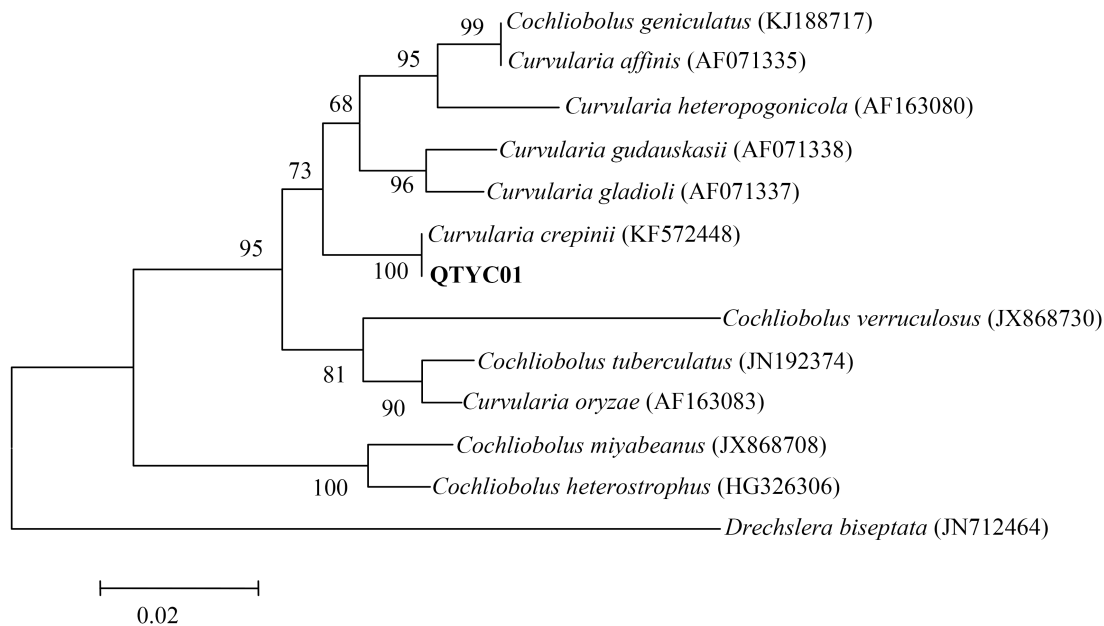 99 Cochliobolus geniculatus (KJ188717)
95 Curvularia affinis (AF071335)
68 Curvularia heteropogonicola (AF163080)
Curvularia gudauskasii (AF071338)
73 96 Curvularia gladioli (AF071337)
95 Curvularia crepinii (KF572448)
100 QTYC01
Cochliobolus verruculosus (JX868730)
81 Cochliobolus tuberculatus (JN192374)
90 Curvularia oryzae (AF163083)
Cochliobolus miyabeanus (JX868708)
100 Cochliobolus heterostrophus (HG326306)
Drechslera biseptata (JN712464)
0.02